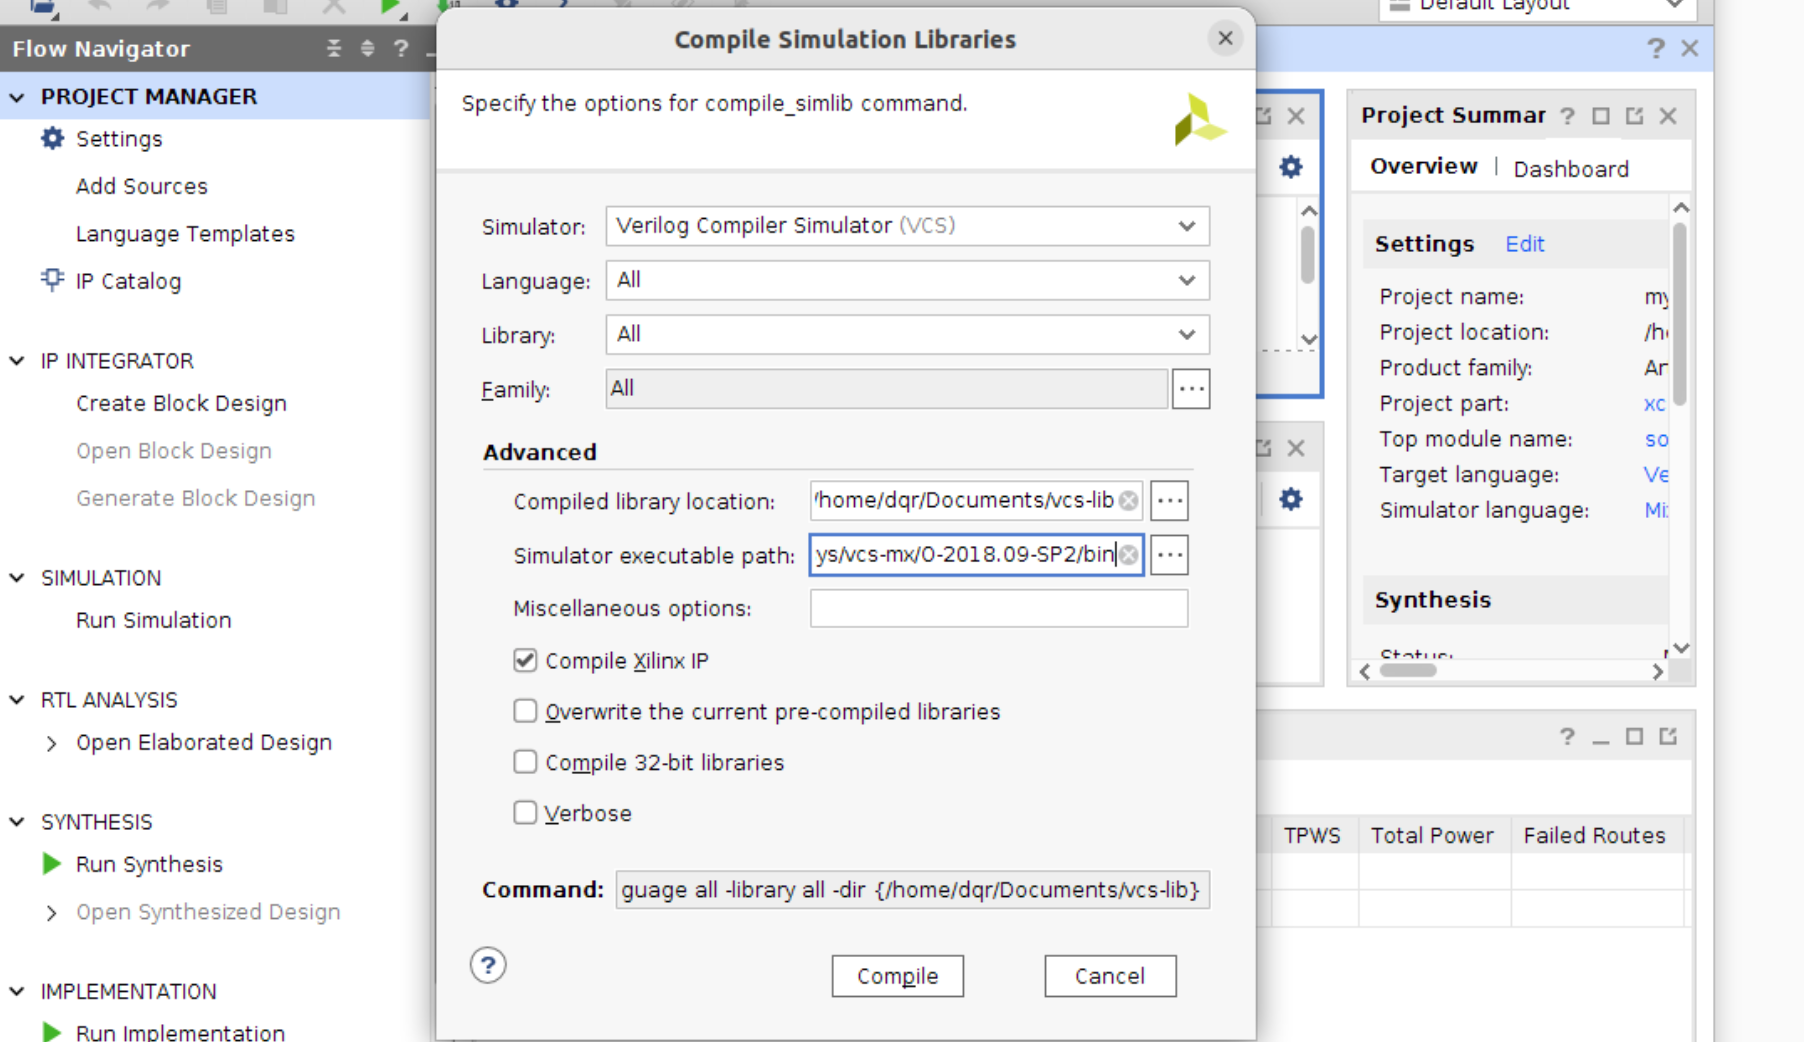 Default Layout
Flow Navigator
?
PROJECT MANAGER
Settings
Add Sources
Language Templates
IP Catalog
IP INTEGRATOR
Create Block Design
Open Block Design
Generate Block Design
SIMULATION
Run Simulation
RTL ANALYSIS
Open Elaborated Design
SYNTHESIS
Run Synthesis
Open Synthesized Design
IMPLEMENTATION
Run Implementation
Compile Simulation Libraries
Specify the options for compile_simlib command.
Simulator: Verilog Compiler Simulator (VCS)
Language: All
Library: All
Family: All ...
Advanced
Compiled library location: /home/dqr/Documents/vcs-lib ...
Simulator executable path: ys/vcs-mx/O-2018.09-SP2/bin ...
Miscellaneous options:
Compile Xilinx IP
Overwrite the current pre-compiled libraries
Compile 32-bit libraries
Verbose
Command: guage all -library all -dir {/home/dqr/Documents/vcs-lib}
?
Compile
Cancel
?
Project Summar ?
Overview | Dashboard
Settings Edit
Project name: my
Project location: /h
Product family: Ar
Project part: xc
Top module name: so
Target language: Ve
Simulator language: Mi
Synthesis
Status:
?
TPWS Total Power Failed Routes